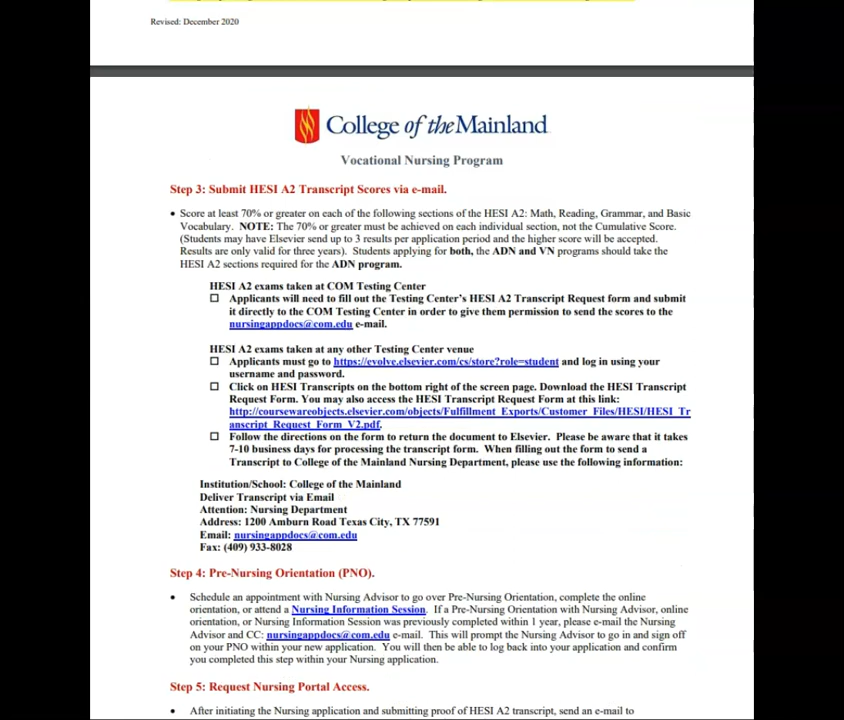 Revised: December 2020
College of the Mainland
Vocational Nursing Program
Step 3: Submit HESI A2 Transcript Scores via e-mail.
• Score at least 70% or greater on each of the following sections of the HESI A2: Math, Reading, Grammar, and Basic
Vocabulary. NOTE: The 70% or greater must be achieved on each individual section, not the Cumulative Score.
(Students may have Elsevier send up to 3 results per application period and the higher score will be accepted.
Results are only valid for three years). Students applying for both, the ADN and VN programs should take the
HESI A2 sections required for the ADN program.
HESI A2 exams taken at COM Testing Center
☐ Applicants will need to fill out the Testing Center's HESI A2 Transcript Request form and submit
it directly to the COM Testing Center in order to give them permission to send the scores to the
nursingappdocs@com.edu e-mail.
HESI A2 exams taken at any other Testing Center venue
☐ Applicants must go to https://evolve.elsevier.com/cs/store?role=student and log in using your
username and password.
☐ Click on HESI Transcripts on the bottom right of the screen page. Download the HESI Transcript
Request Form. You may also access the HESI Transcript Request Form at this link:
http://coursewareobjects.elsevier.com/objects/Fulfillment_Exports/Customer_Files/HESI/HESI_Tr
anscript_Request_Form_V2.pdf.
☐ Follow the directions on the form to return the document to Elsevier. Please be aware that it takes
7-10 business days for processing the transcript form. When filling out the form to send a
Transcript to College of the Mainland Nursing Department, please use the following information:
Institution/School: College of the Mainland
Deliver Transcript via Email
Attention: Nursing Department
Address: 1200 Amburn Road Texas City, TX 77591
Email: nursingappdocs@com.edu
Fax: (409) 933-8028
Step 4: Pre-Nursing Orientation (PNO).
• Schedule an appointment with Nursing Advisor to go over Pre-Nursing Orientation, complete the online
orientation, or attend a Nursing Information Session. If a Pre-Nursing Orientation with Nursing Advisor, online
orientation, or Nursing Information Session was previously completed within 1 year, please e-mail the Nursing
Advisor and CC: nursingappdocs@com.edu e-mail. This will prompt the Nursing Advisor to go in and sign off
on your PNO within your new application. You will then be able to log back into your application and confirm
you completed this step within your Nursing application.
Step 5: Request Nursing Portal Access.
• After initiating the Nursing application and submitting proof of HESI A2 transcript, send an e-mail to